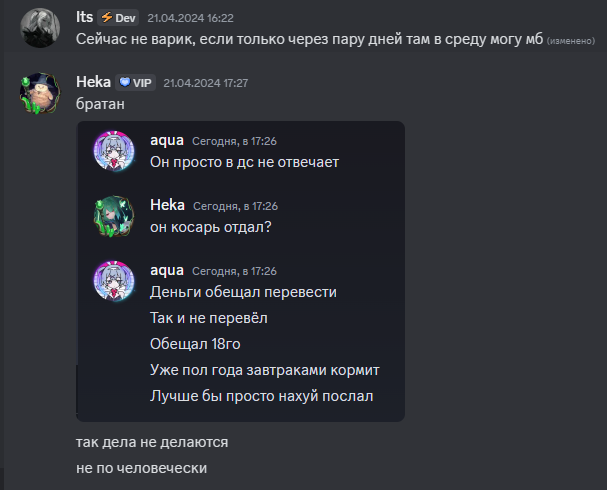 Its Dev 21.04.2024 16:22
Сейчас не варик, если только через пару дней там в среду могу мб (изменено)
Heka VIP 21.04.2024 17:27
братан
aqua Сегодня, в 17:26
Он просто в дс не отвечает
Heka Сегодня, в 17:26
он косарь отдал?
aqua Сегодня, в 17:26
Деньги обещал перевести
Так и не перевёл
Обещал 18го
Уже пол года завтраками кормит
Лучше бы просто нахуй послал
так дела не делаются
не по человечески